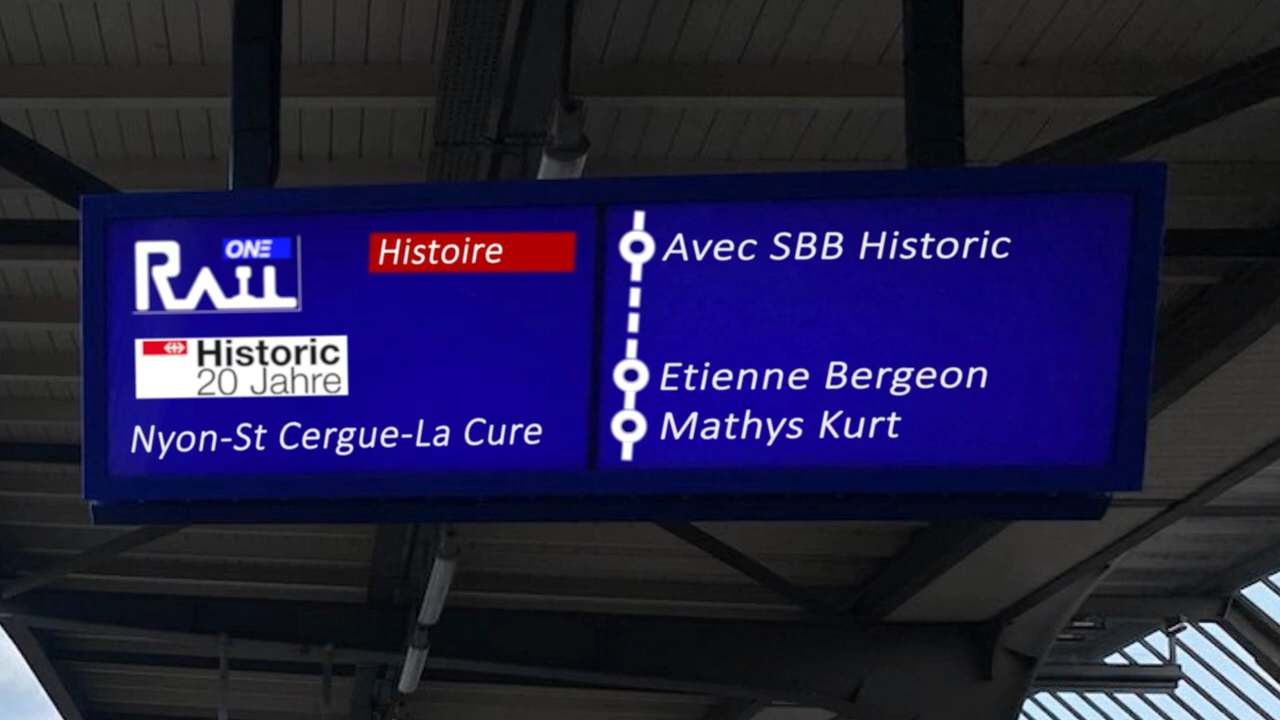 RAIL ONE
Histoire
Historic
20 Jahre
Nyon-St Cergue-La Cure
Avec SBB Historic
Etienne Bergeon
Mathys Kurt